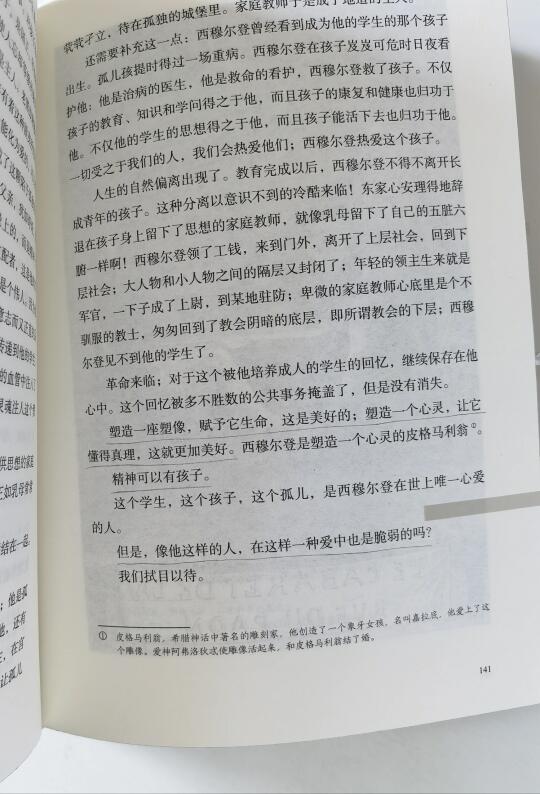 茕茕孑立，待在孤独的城堡里。家庭教师于是成了地道的主人。
还需要补充这一点：西穆尔登曾经看到成为他的学生的那个孩子
出生。孤儿孩提时得过一场重病。西穆尔登在孩子岌岌可危时日夜看
护他：他是治病的医生，他是救命的看护，西穆尔登救了孩子。不仅
孩子的教育、知识和学问得之于他，而且孩子的康复和健康也归功于
他。不仅他的学生的思想得之于他，而且孩子能活下去也归功于他。
一切受之于我们的人，我们会热爱他们；西穆尔登热爱这个孩子。
人生的自然偏离出现了。教育完成以后，西穆尔登不得不离开长
成青年的孩子。这种分离以意识不到的冷酷来临！东家心安理得地辞
退在孩子身上留下了思想的家庭教师，就像乳母留下了自己的五脏六
腑一样啊！西穆尔登领了工钱，来到门外，离开了上层社会，回到下
层社会；大人物和小人物之间的隔层又封闭了；年轻的领主生来就是
军官，一下子成了上尉，到某地驻防；卑微的家庭教师心底里是个不
驯服的教士，匆匆回到了教会阴暗的底层，即所谓教会的下层；西穆
尔登见不到他的学生了。
革命来临；对于这个被他培养成人的学生的回忆，继续保存在他
心中。这个回忆被多不胜数的公共事务掩盖了，但是没有消失。
塑造一座塑像，赋予它生命，这是美好的；塑造一个心灵，让它
懂得真理，这就更加美好。西穆尔登是塑造一个心灵的皮格马利翁①。
精神可以有孩子。
这个学生，这个孩子，这个孤儿，是西穆尔登在世上唯一心爱
的人。
但是，像他这样的人，在这样一种爱中也是脆弱的吗？
我们拭目以待。
① 皮格马利翁，希腊神话中著名的雕刻家，他创造了一个象牙女孩，名叫嘉拉底，他爱上了这
个雕像。爱神阿弗洛狄忒使雕像活起来，和皮格马利翁结了婚。
141